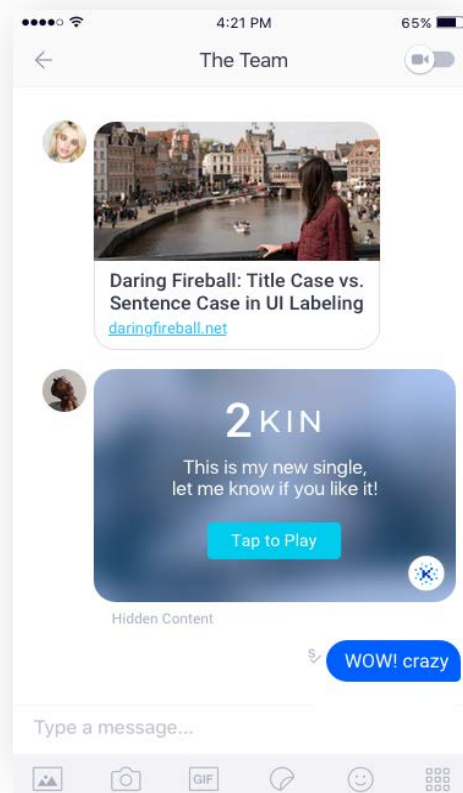 4:21 PM
65%
The Team
Daring Fireball: Title Case vs.
Sentence Case in UI Labeling
daringfireball.net
2 KIN
This is my new single,
let me know if you like it!
Tap to Play
K
Hidden Content
S
WOW! crazy
Type a message...
GIF